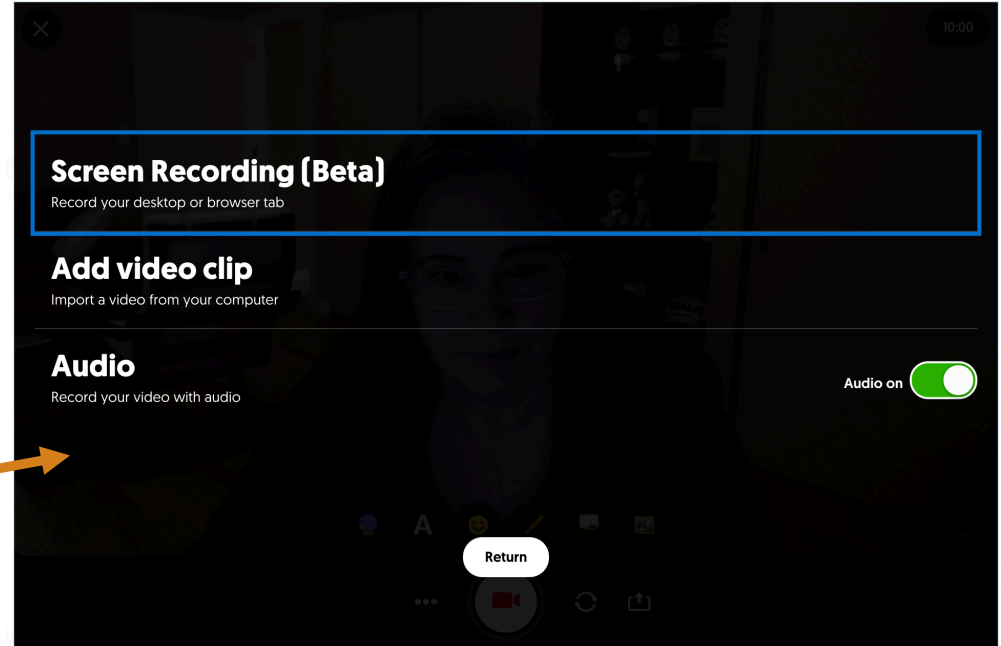 10:00
Screen Recording (Beta)
Record your desktop or browser tab
Add video clip
Import a video from your computer
Audio
Record your video with audio
Audio on
A
Return